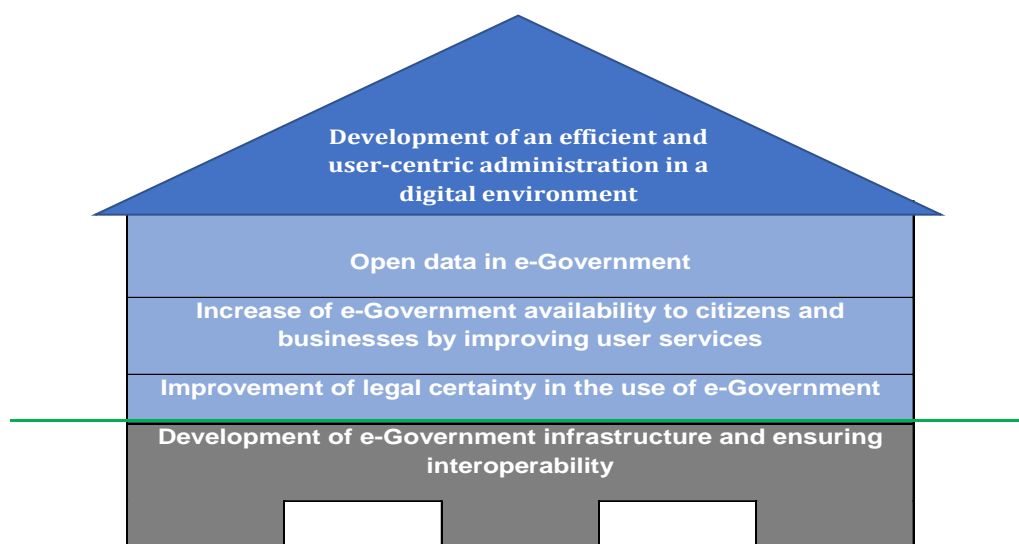 Development of an efficient and
user-centric administration in a
digital environment
Open data in e-Government
Increase of e-Government availability to citizens and
businesses by improving user services
Improvement of legal certainty in the use of e-Government
Development of e-Government infrastructure and ensuring
interoperability